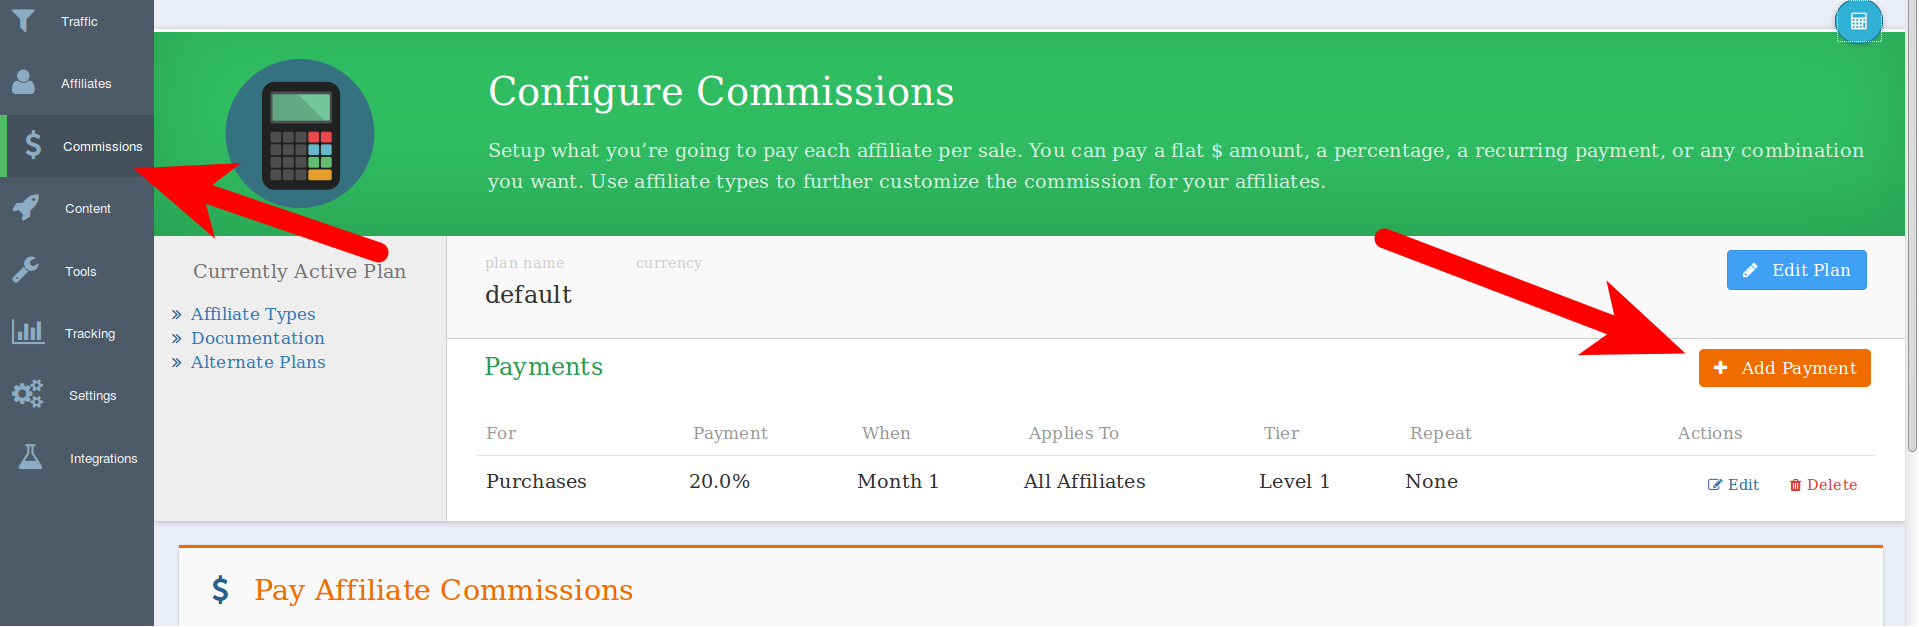 Traffic
Affiliates
Commissions
Content
Tools
Tracking
Settings
Integrations
Configure Commissions
Setup what you’re going to pay each affiliate per sale. You can pay a flat $ amount, a percentage, a recurring payment, or any combination
you want. Use affiliate types to further customize the commission for your affiliates.
Currently Active Plan
» Affiliate Types
» Documentation
» Alternate Plans
plan name currency
default
Edit Plan
Payments
Add Payment
For Payment When Applies To Tier Repeat Actions
Purchases 20.0% Month 1 All Affiliates Level 1 None Edit Delete
$ Pay Affiliate Commissions